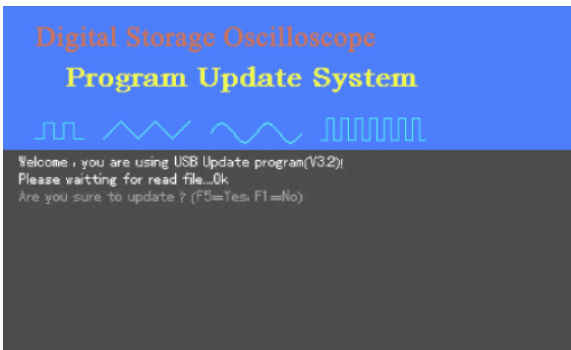 Digital Storage Oscilloscope
Program Update System
Welcome , you are using USB Update program(V3.2)!
Please waitting for read file...Ok
Are you sure to update ? (F5=Yes, F1=No)